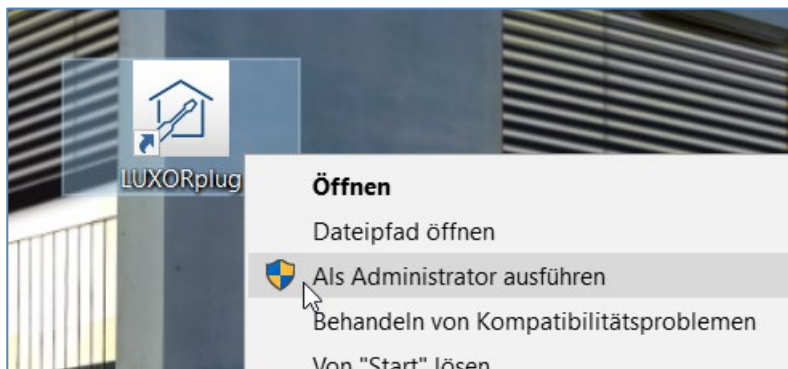 LUXORplug
Öffnen
Dateipfad öffnen
Als Administrator ausführen
Behandeln von Kompatibilitätsproblemen
Von "Start" lösen